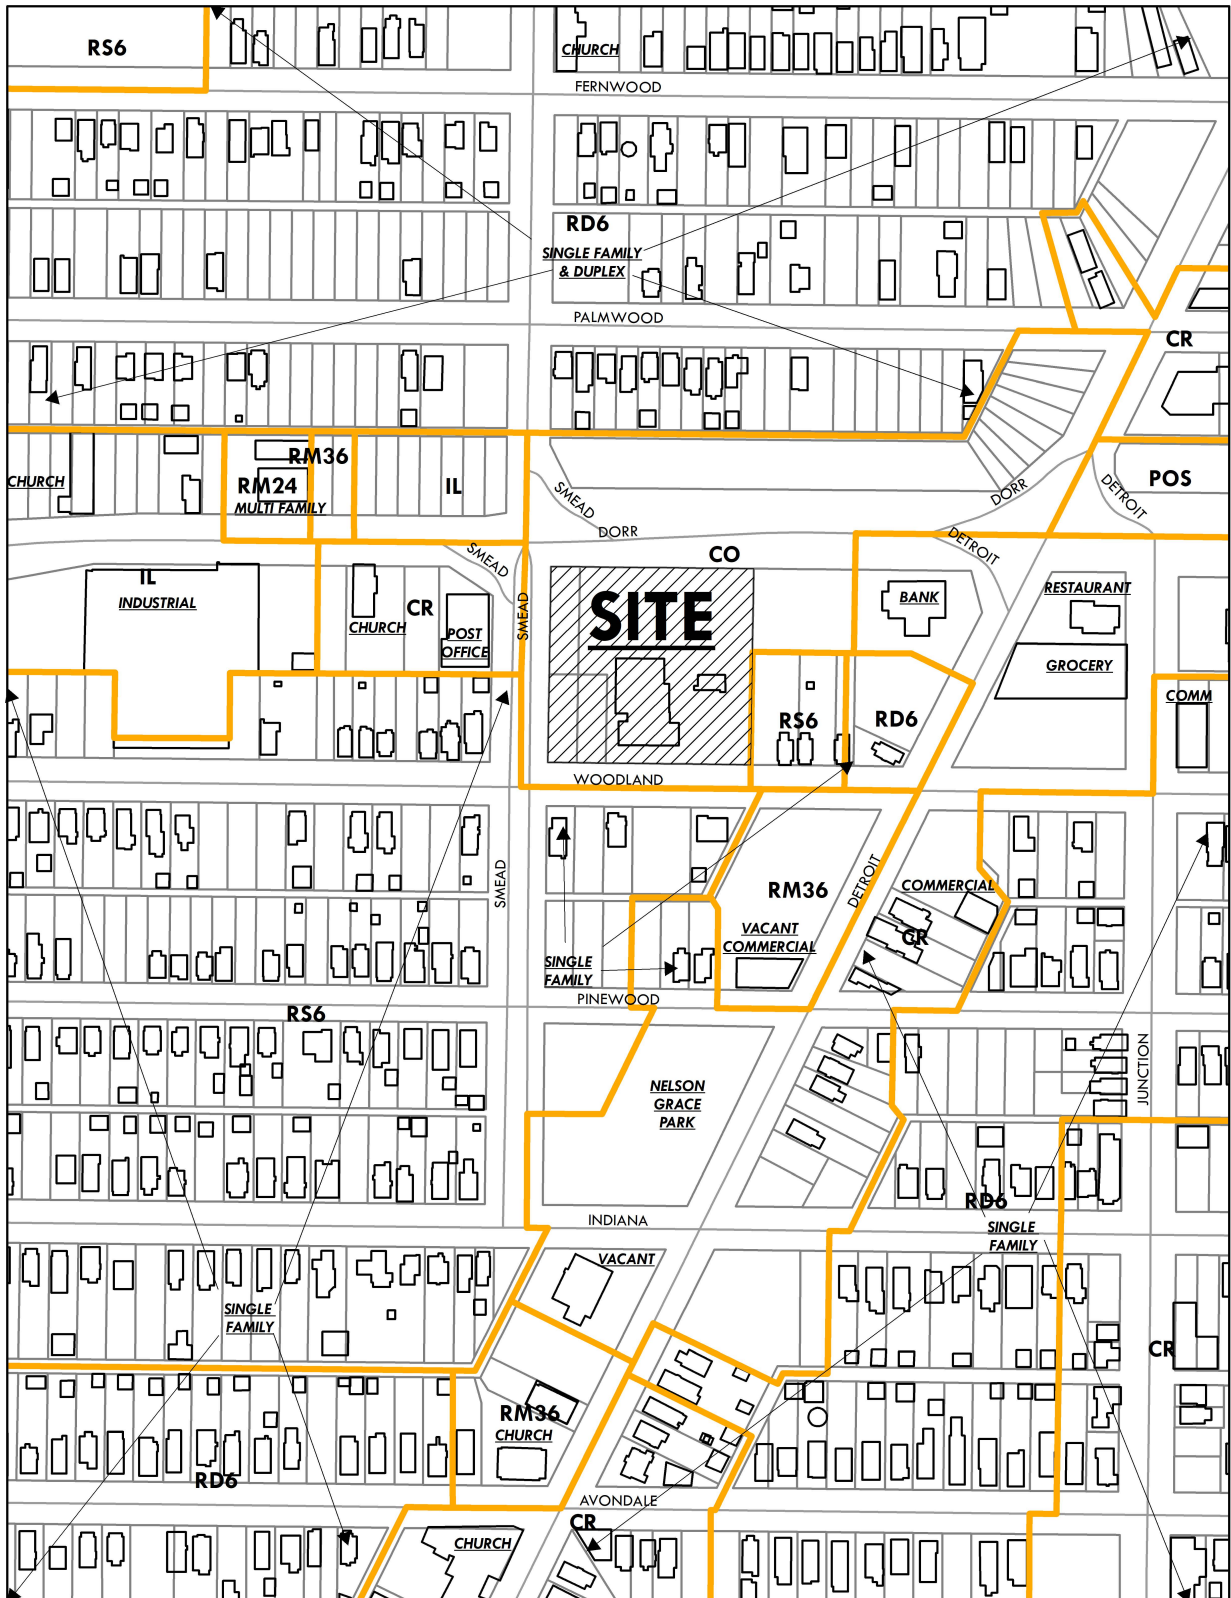 RS6
CHURCH
FERNWOOD
RD6
SINGLE FAMILY
& DUPLEX
PALMWOOD
CR
RM36
CHURCH
RM24
MULTI FAMILY
IL
SMEAD
DORR
DETROIT
POS
DORR
SMEAD
DETROIT
CO
IL
INDUSTRIAL
SITE
SMEAD
CR
CHURCH
POST
OFFICE
BANK
RESTAURANT
GROCERY
COMM
RS6
RD6
WOODLAND
SMEAD
RM36
DETROIT
COMMERCIAL
VACANT
COMMERCIAL
CR
SINGLE
FAMILY
PINEWOOD
RS6
NELSON
GRACE
PARK
JUNCTION
RD6
SINGLE
FAMILY
INDIANA
VACANT
SINGLE
FAMILY
CR
RM36
CHURCH
RD6
AVONDALE
CR
CHURCH